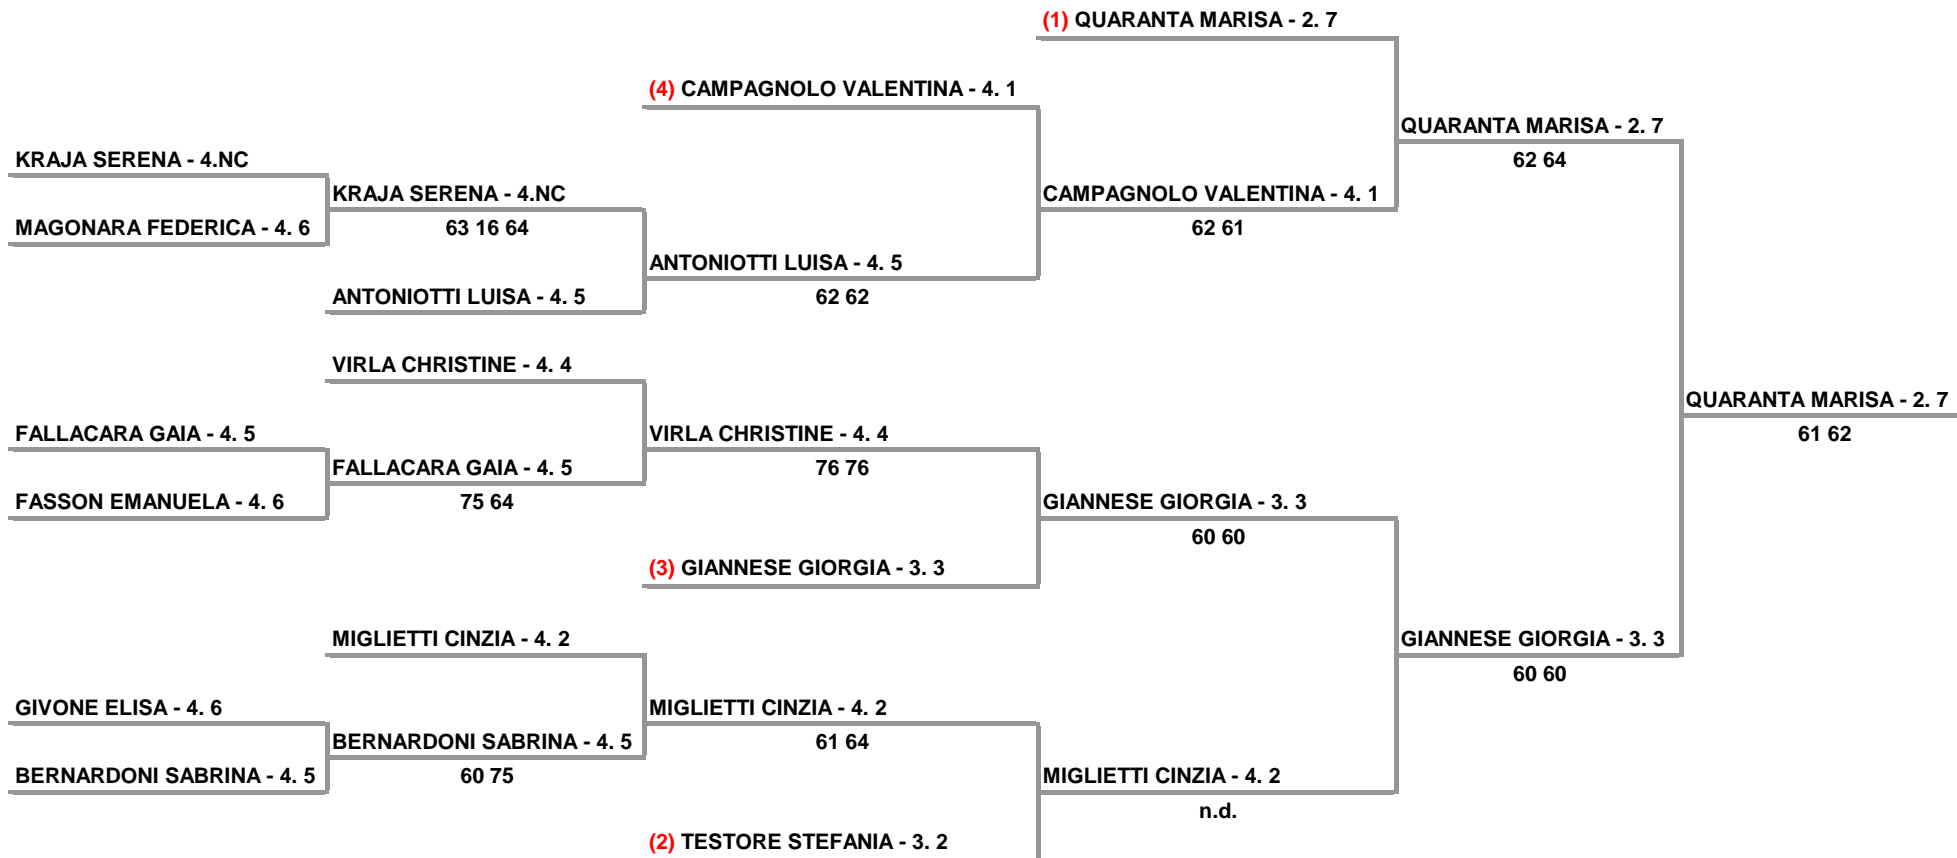 (1) QUARANTA MARISA - 2. 7
(4) CAMPAGNOLO VALENTINA - 4. 1
QUARANTA MARISA - 2. 7
KRAJA SERENA - 4.NC
62 64
KRAJA SERENA - 4.NC
CAMPAGNOLO VALENTINA - 4. 1
MAGONARA FEDERICA - 4. 6
63 16 64
62 61
ANTONIOTTI LUISA - 4. 5
ANTONIOTTI LUISA - 4. 5
62 62
VIRLA CHRISTINE - 4. 4
QUARANTA MARISA - 2. 7
FALLACARA GAIA - 4. 5
VIRLA CHRISTINE - 4. 4
61 62
FALLACARA GAIA - 4. 5
76 76
FASSON EMANUELA - 4. 6
75 64
GIANNESE GIORGIA - 3. 3
60 60
(3) GIANNESE GIORGIA - 3. 3
MIGLIETTI CINZIA - 4. 2
GIANNESE GIORGIA - 3. 3
60 60
GIVONE ELISA - 4. 6
MIGLIETTI CINZIA - 4. 2
BERNARDONI SABRINA - 4. 5
61 64
BERNARDONI SABRINA - 4. 5
60 75
MIGLIETTI CINZIA - 4. 2
n.d.
(2) TESTORE STEFANIA - 3. 2